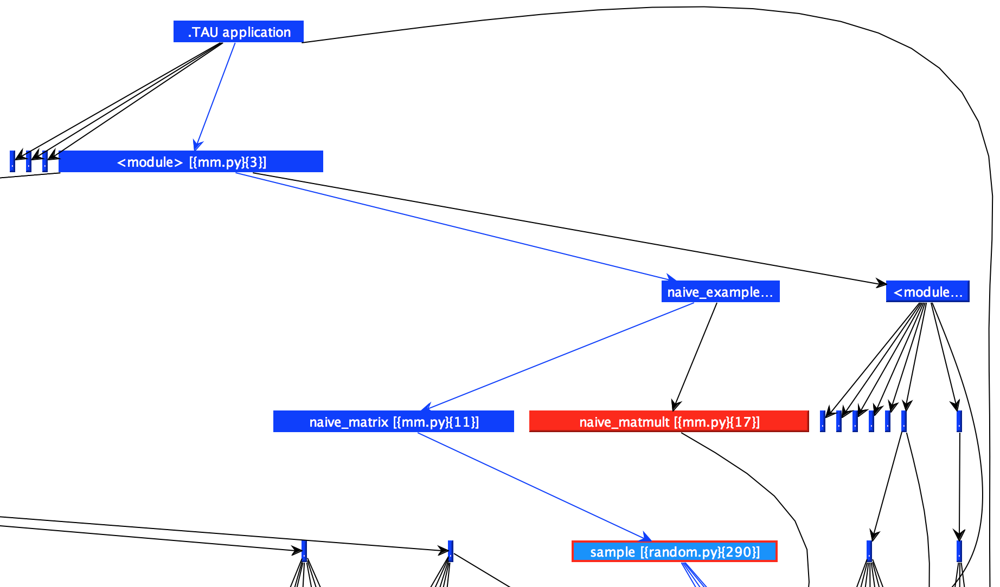 .TAU application
<module> [{mm.py}{3}]
naive_example...
<module...
naive_matrix [{mm.py}{11}]
naive_matmult [{mm.py}{17}]
sample [{random.py}{290}]